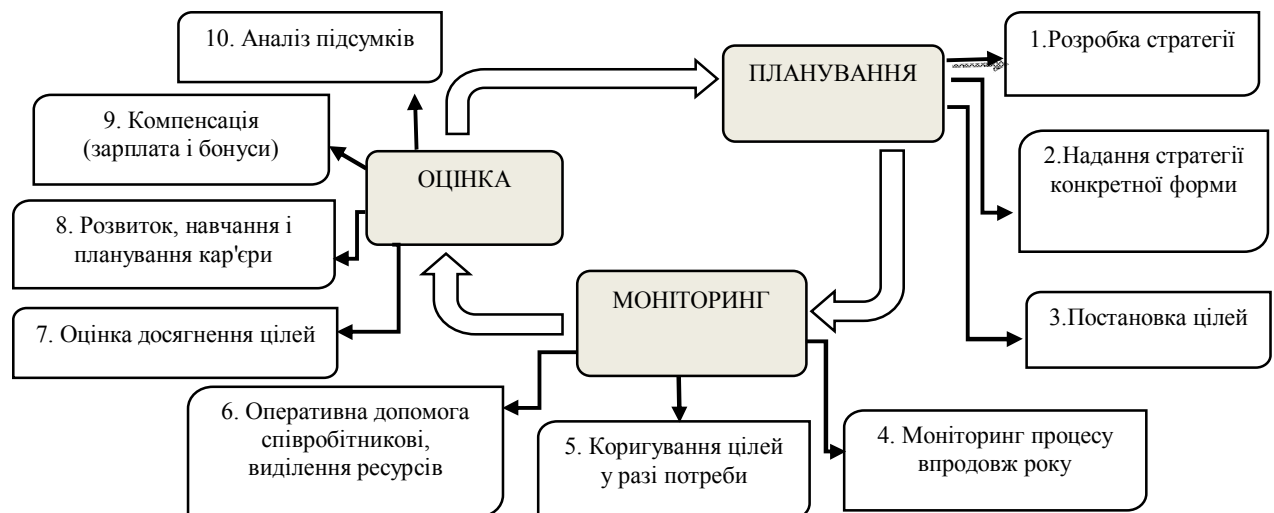 10. Аналіз підсумків
ПЛАНУВАННЯ
1.Розробка стратегії
9. Компенсація
(зарплата і бонуси)
ОЦІНКА
2.Надання стратегії
конкретної форми
8. Розвиток, навчання і
планування кар'єри
МОНІТОРИНГ
3.Постановка цілей
7. Оцінка досягнення цілей
6. Оперативна допомога
співробітникові,
виділення ресурсів
5. Коригування цілей
у разі потреби
4. Моніторинг процесу
впродовж року